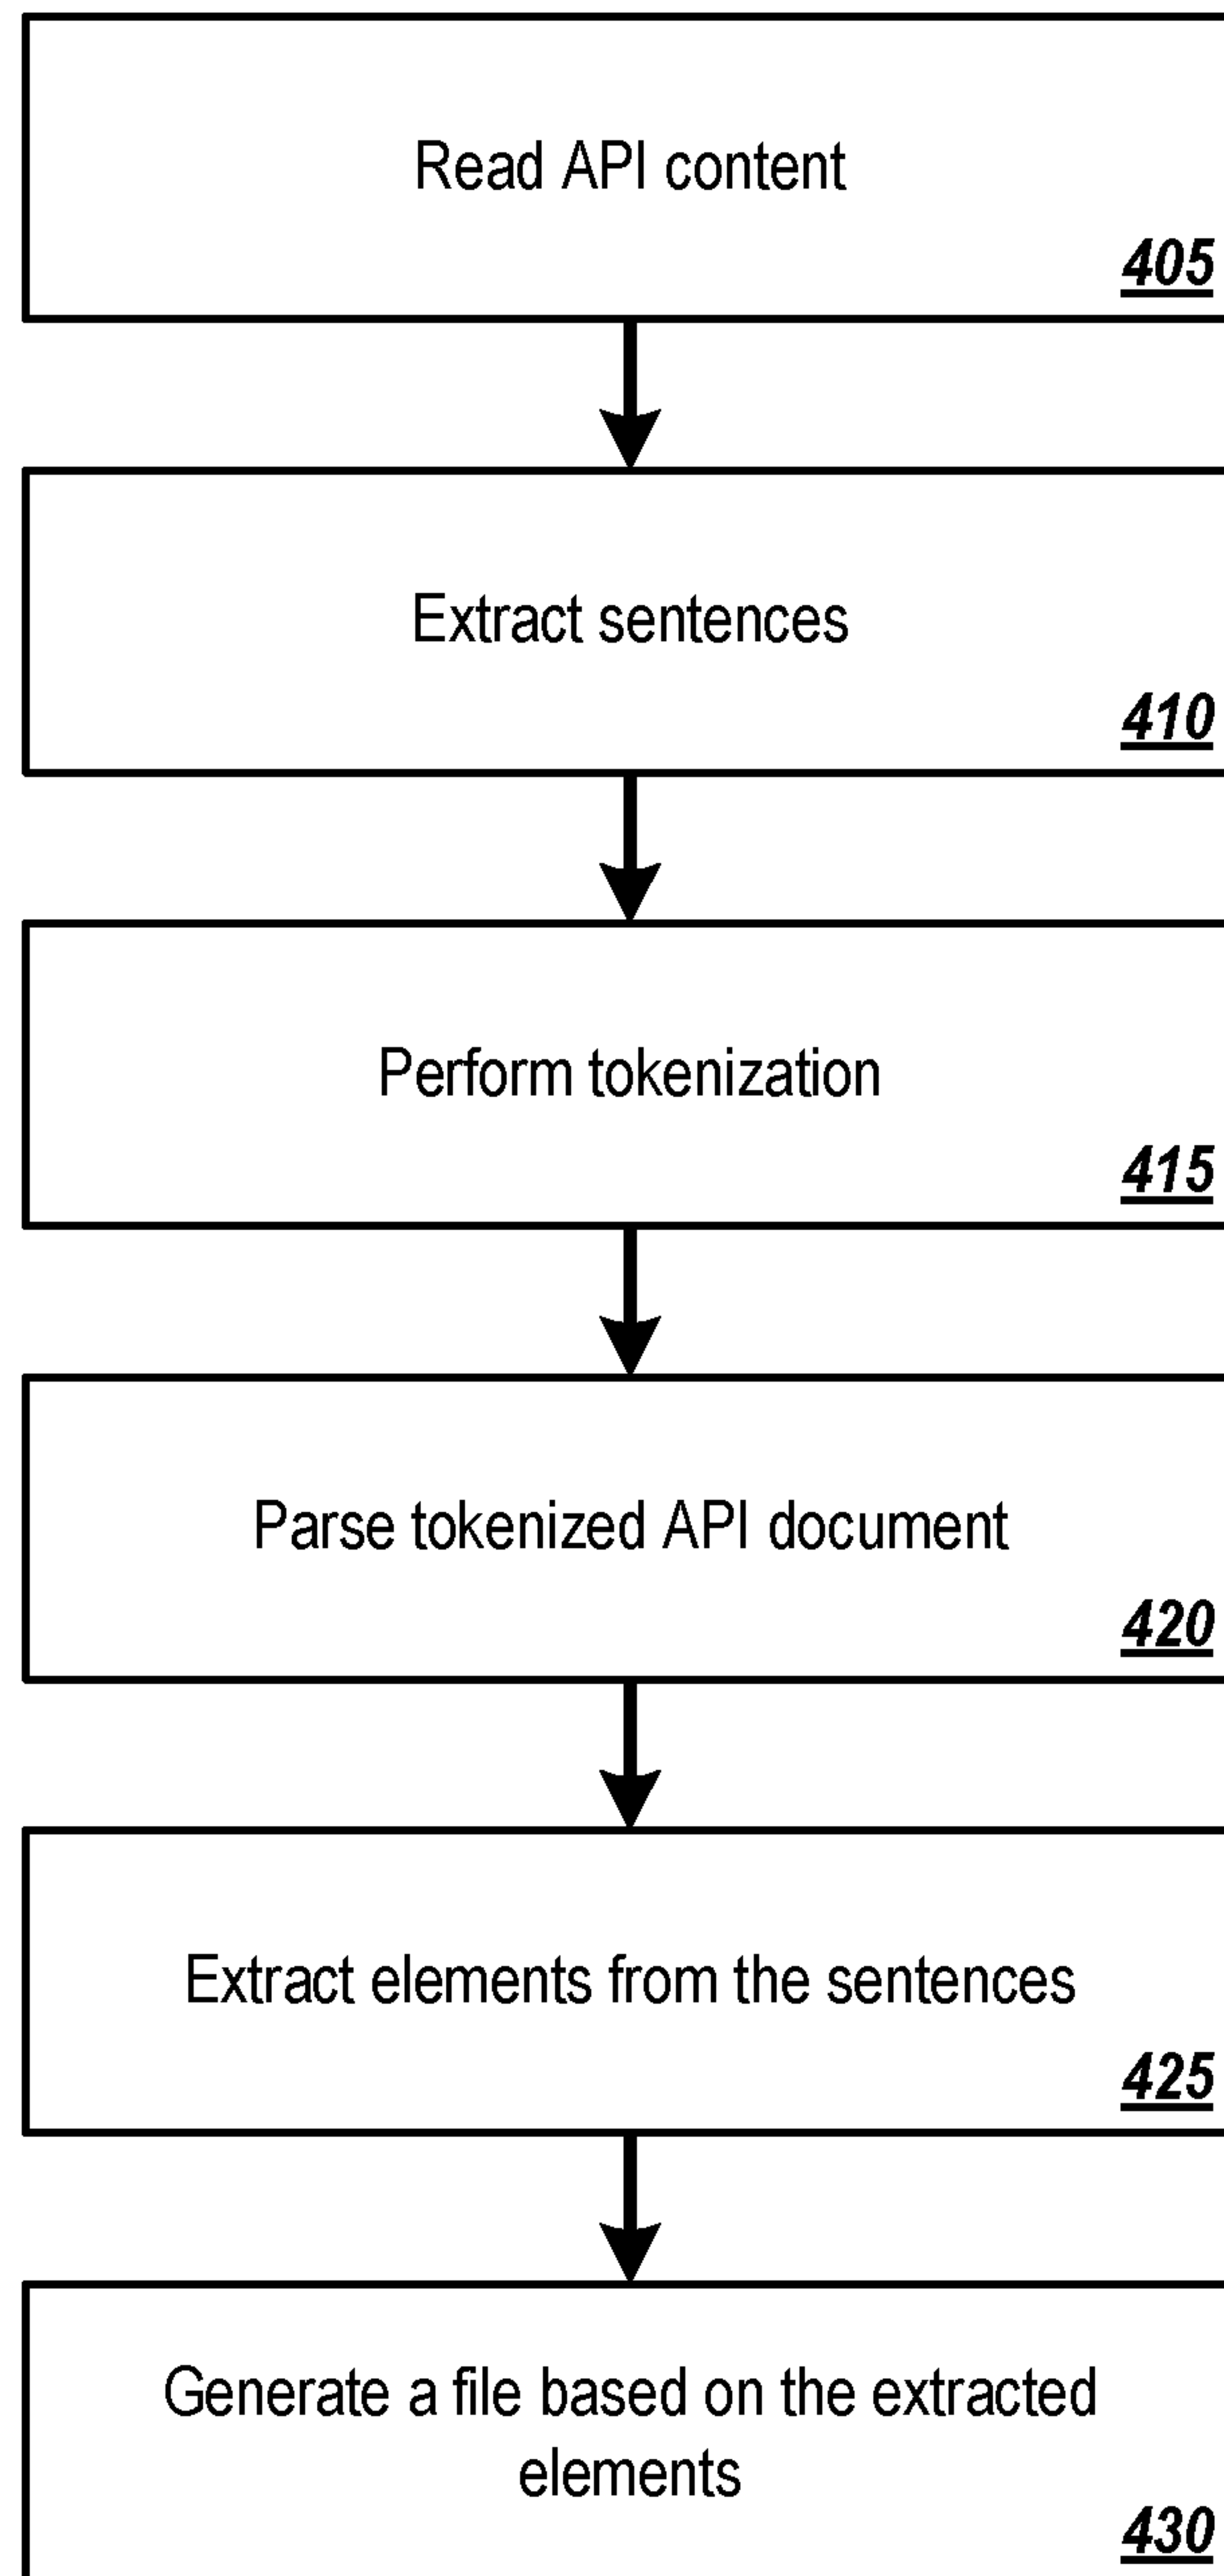 Read API content
405
Extract sentences
410
Perform tokenization
415
Parse tokenized API document
420
Extract elements from the sentences
425
Generate a file based on the extracted
elements
430